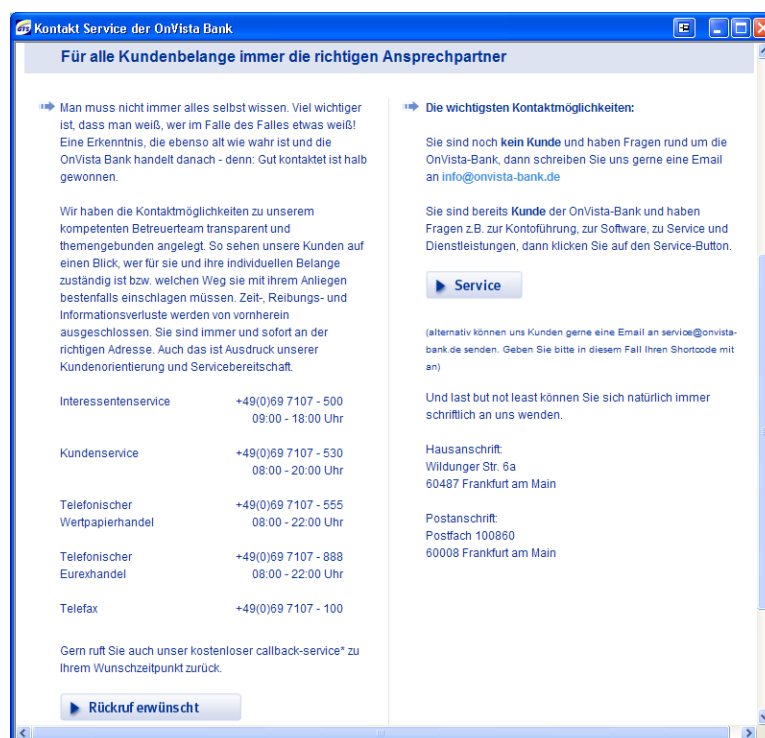 GTS Kontakt Service der OnVista Bank
Für alle Kundenbelange immer die richtigen Ansprechpartner
Man muss nicht immer alles selbst wissen. Viel wichtiger
ist, dass man weiß, wer im Falle des Falles etwas weiß!
Eine Erkenntnis, die ebenso alt wie wahr ist und die
OnVista Bank handelt danach - denn: Gut kontaktet ist halb
gewonnen.
Wir haben die Kontaktmöglichkeiten zu unserem
kompetenten Betreuerteam transparent und
themengebunden angelegt. So sehen unsere Kunden auf
einen Blick, wer für sie und ihre individuellen Belange
zuständig ist bzw. welchen Weg sie mit ihrem Anliegen
bestenfalls einschlagen müssen. Zeit-, Reibungs- und
Informationsverluste werden von vornherein
ausgeschlossen. Sie sind immer und sofort an der
richtigen Adresse. Auch das ist Ausdruck unserer
Kundenorientierung und Servicebereitschaft.
Interessentenservice +49(0)69 7107 - 500
09:00 - 18:00 Uhr
Kundenservice +49(0)69 7107 - 530
08:00 - 20:00 Uhr
Telefonischer +49(0)69 7107 - 555
Wertpapierhandel 08:00 - 22:00 Uhr
Telefonischer +49(0)69 7107 - 888
Eurexhandel 08:00 - 22:00 Uhr
Telefax +49(0)69 7107 - 100
Gern ruft Sie auch unser kostenloser callback-service* zu
Ihrem Wunschzeitpunkt zurück.
Rückruf erwünscht
Die wichtigsten Kontaktmöglichkeiten:
Sie sind noch kein Kunde und haben Fragen rund um die
OnVista-Bank, dann schreiben Sie uns gerne eine Email
an info@onvista-bank.de
Sie sind bereits Kunde der OnVista-Bank und haben
Fragen z.B. zur Kontoführung, zur Software, zu Service und
Dienstleistungen, dann klicken Sie auf den Service-Button.
Service
(alternativ können uns Kunden gerne eine Email an service@onvista-
bank.de senden. Geben Sie bitte in diesem Fall Ihren Shortcode mit
an)
Und last but not least können Sie sich natürlich immer
schriftlich an uns wenden.
Hausanschrift:
Wildunger Str. 6a
60487 Frankfurt am Main
Postanschrift:
Postfach 100860
60008 Frankfurt am Main